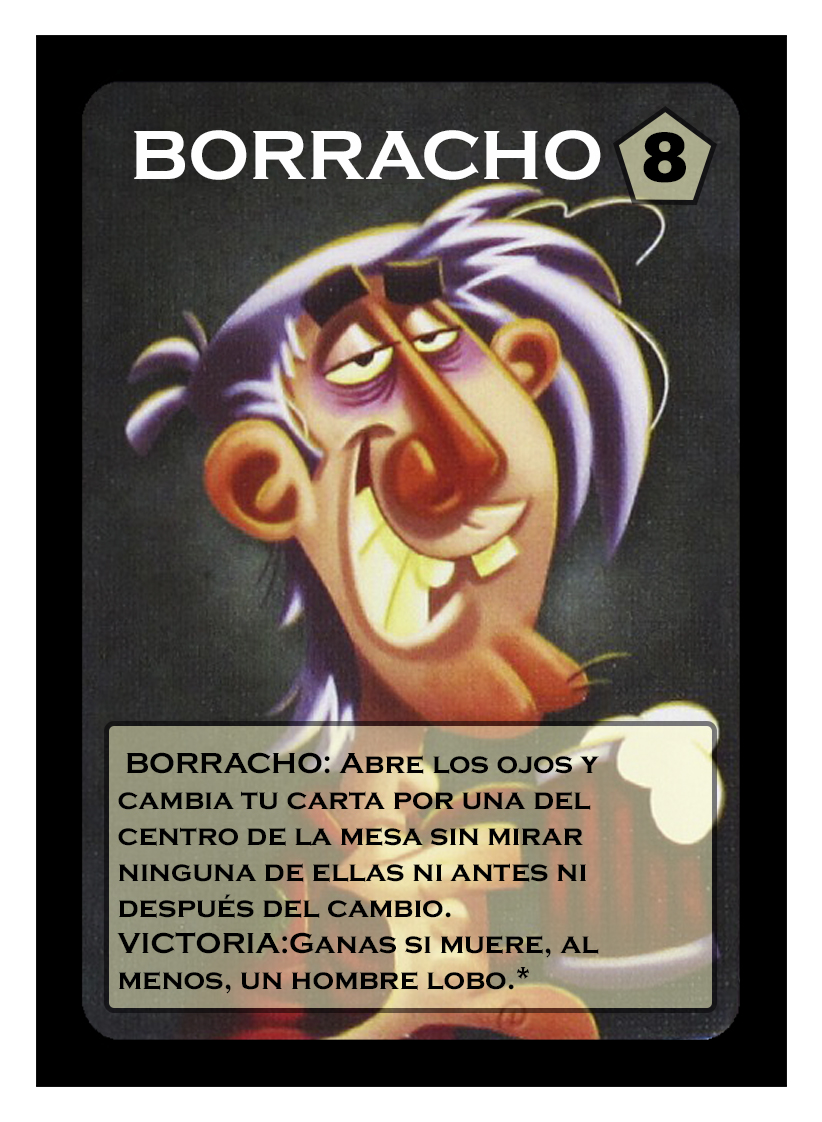 BORRACHO 8
BORRACHO: Abre los ojos y
cambia tu carta por una del
centro de la mesa sin mirar
ninguna de ellas ni antes ni
después del cambio.
VICTORIA:Ganas si muere, al
menos, un hombre lobo.*